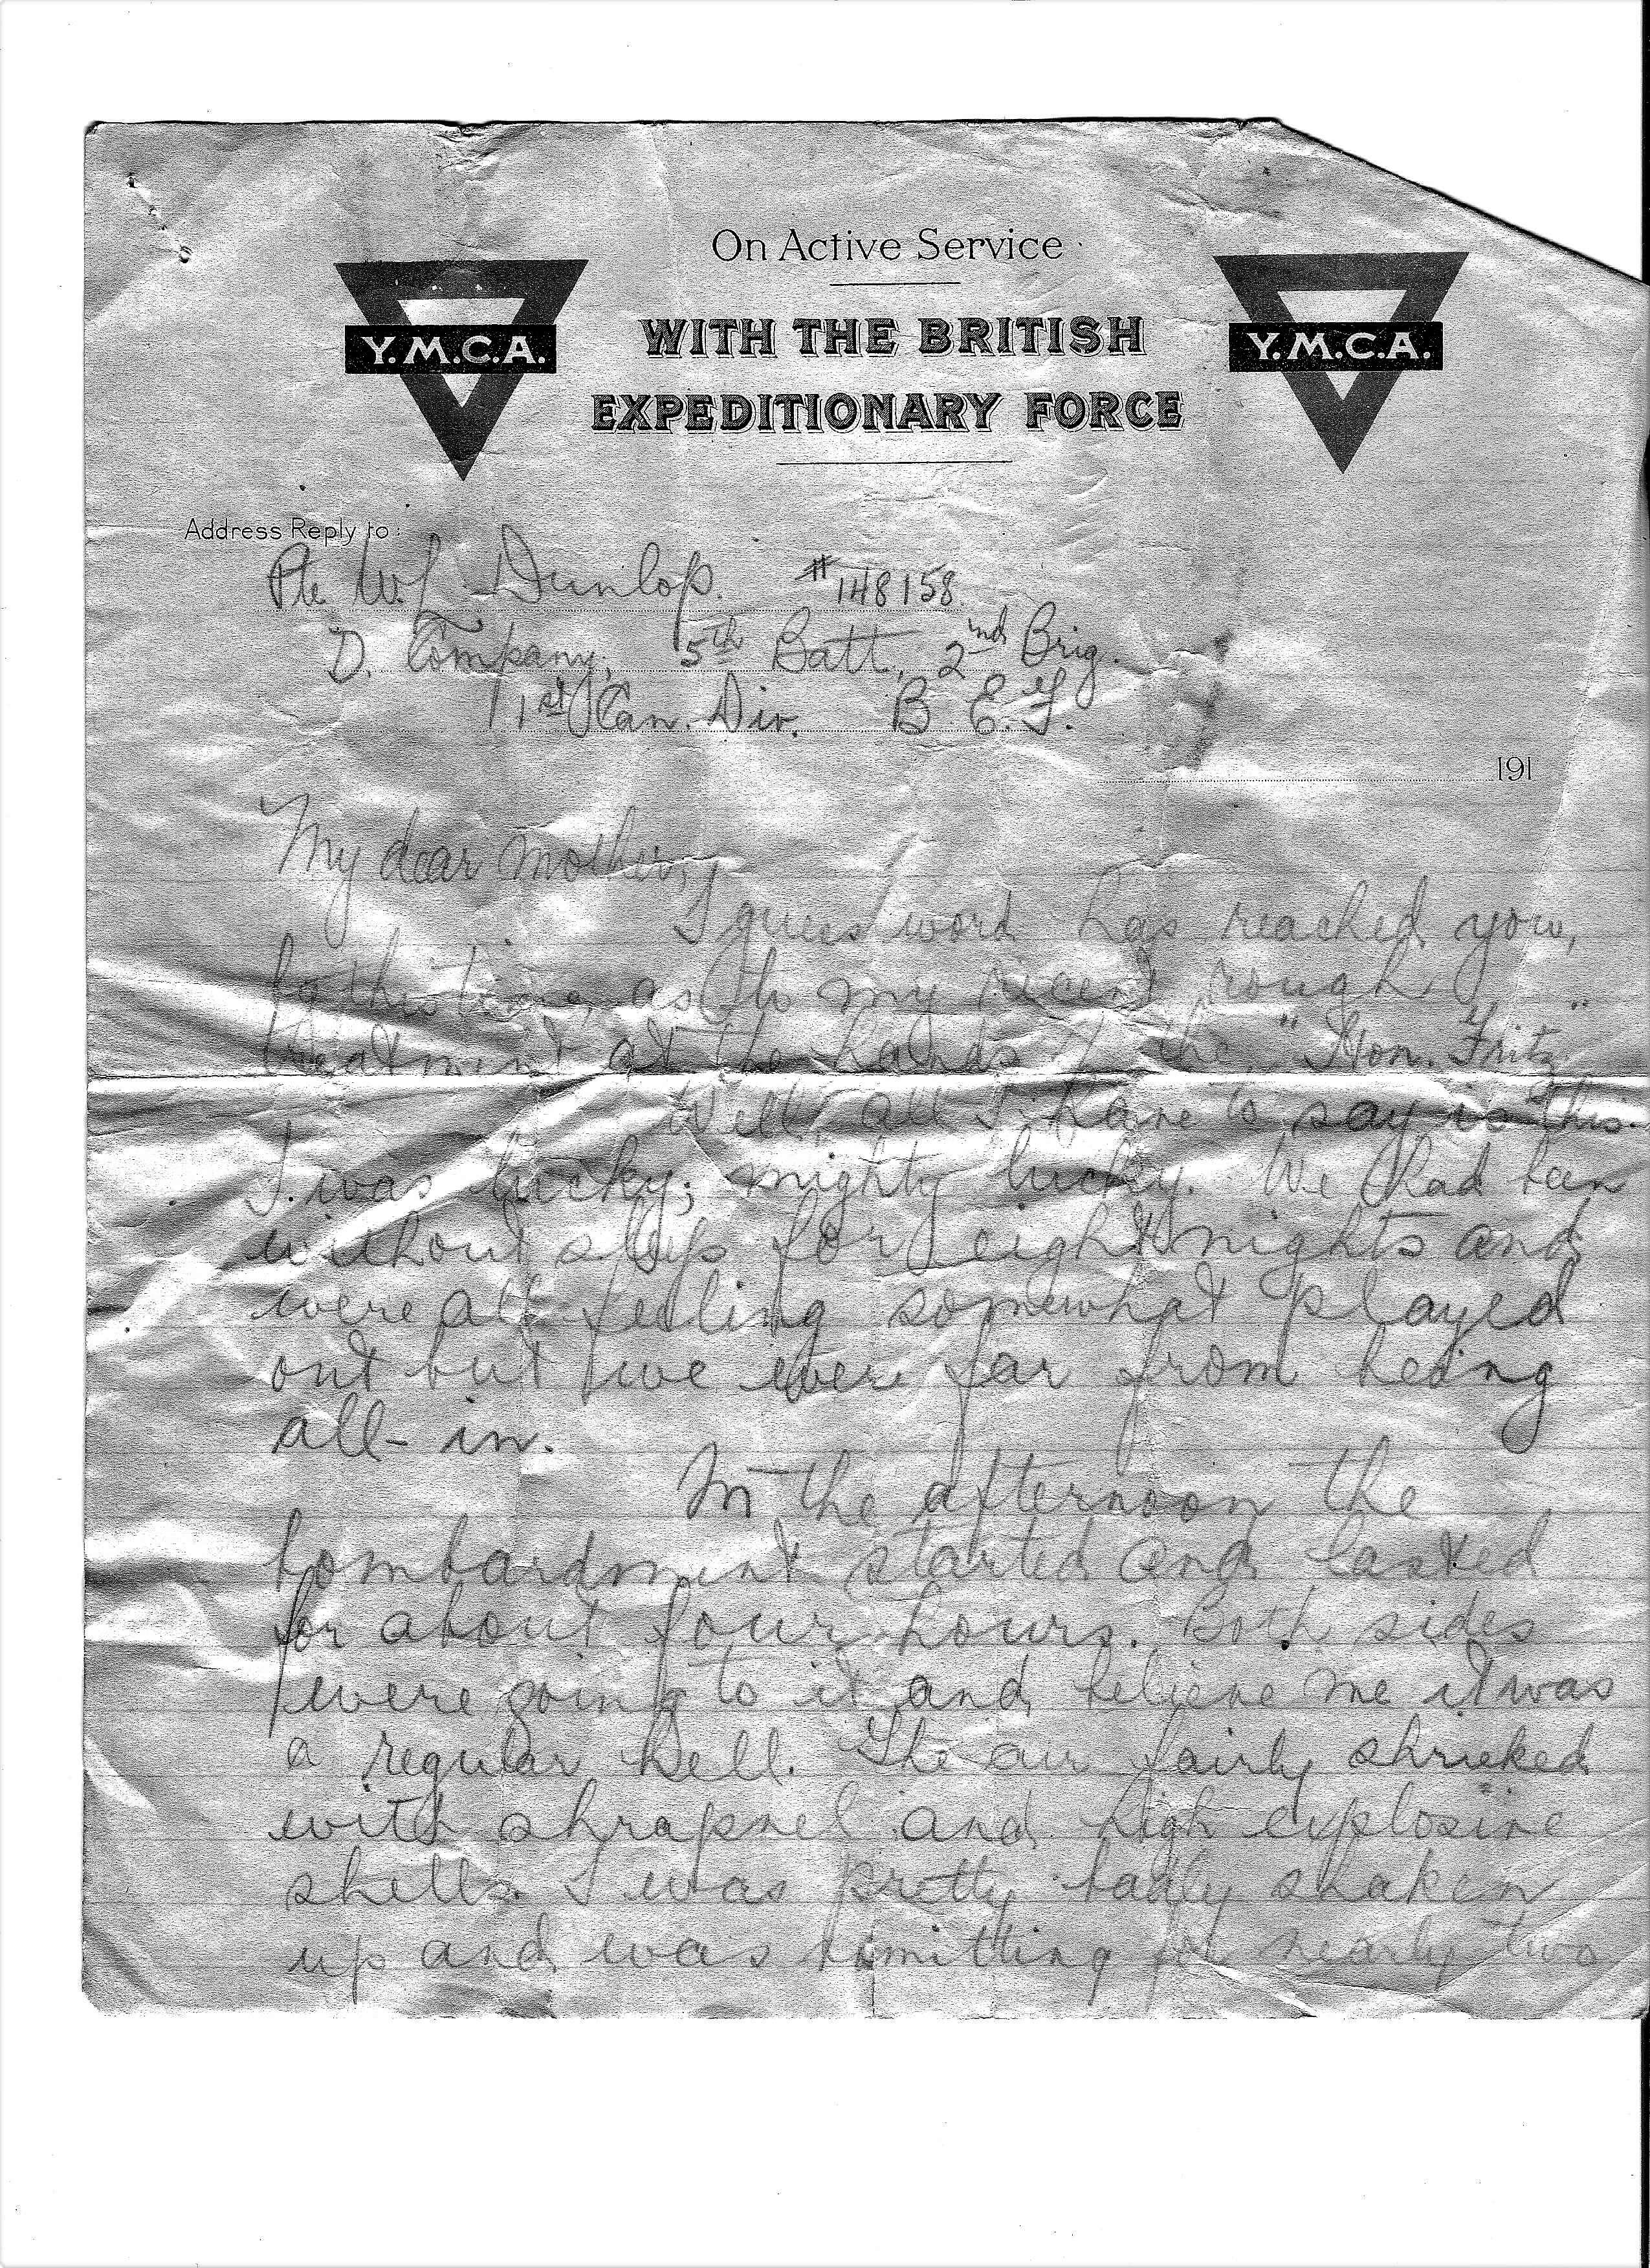 On Active Service
WITH THE BRITISH
EXPEDITIONARY FORCE
Y.M.C.A.
Y.M.C.A.
Address Reply to:
Pte. W. J. Dunlop. #148158
D. Company, 5th Batt., 2nd Brig.
1st Can. Div. B E. F.
191
My dear Mother,
I guess word has reached you,
by this time, as to my recent rough
treatment at the hands of the "Hon. Fritz."
Well, all I have to say is this
I was lucky; mighty lucky. We had been
without sleep for eight nights and
were all feeling somewhat played
out but we were far from being
all-in.
In the afternoon the
bombardment started and lasted
for about four hours. Both sides
were going to it and believe me it was
a regular hell. The air fairly shrieked
with shrapnel and high explosive
shells. I was pretty badly shaken
up and was vomitting for nearly two